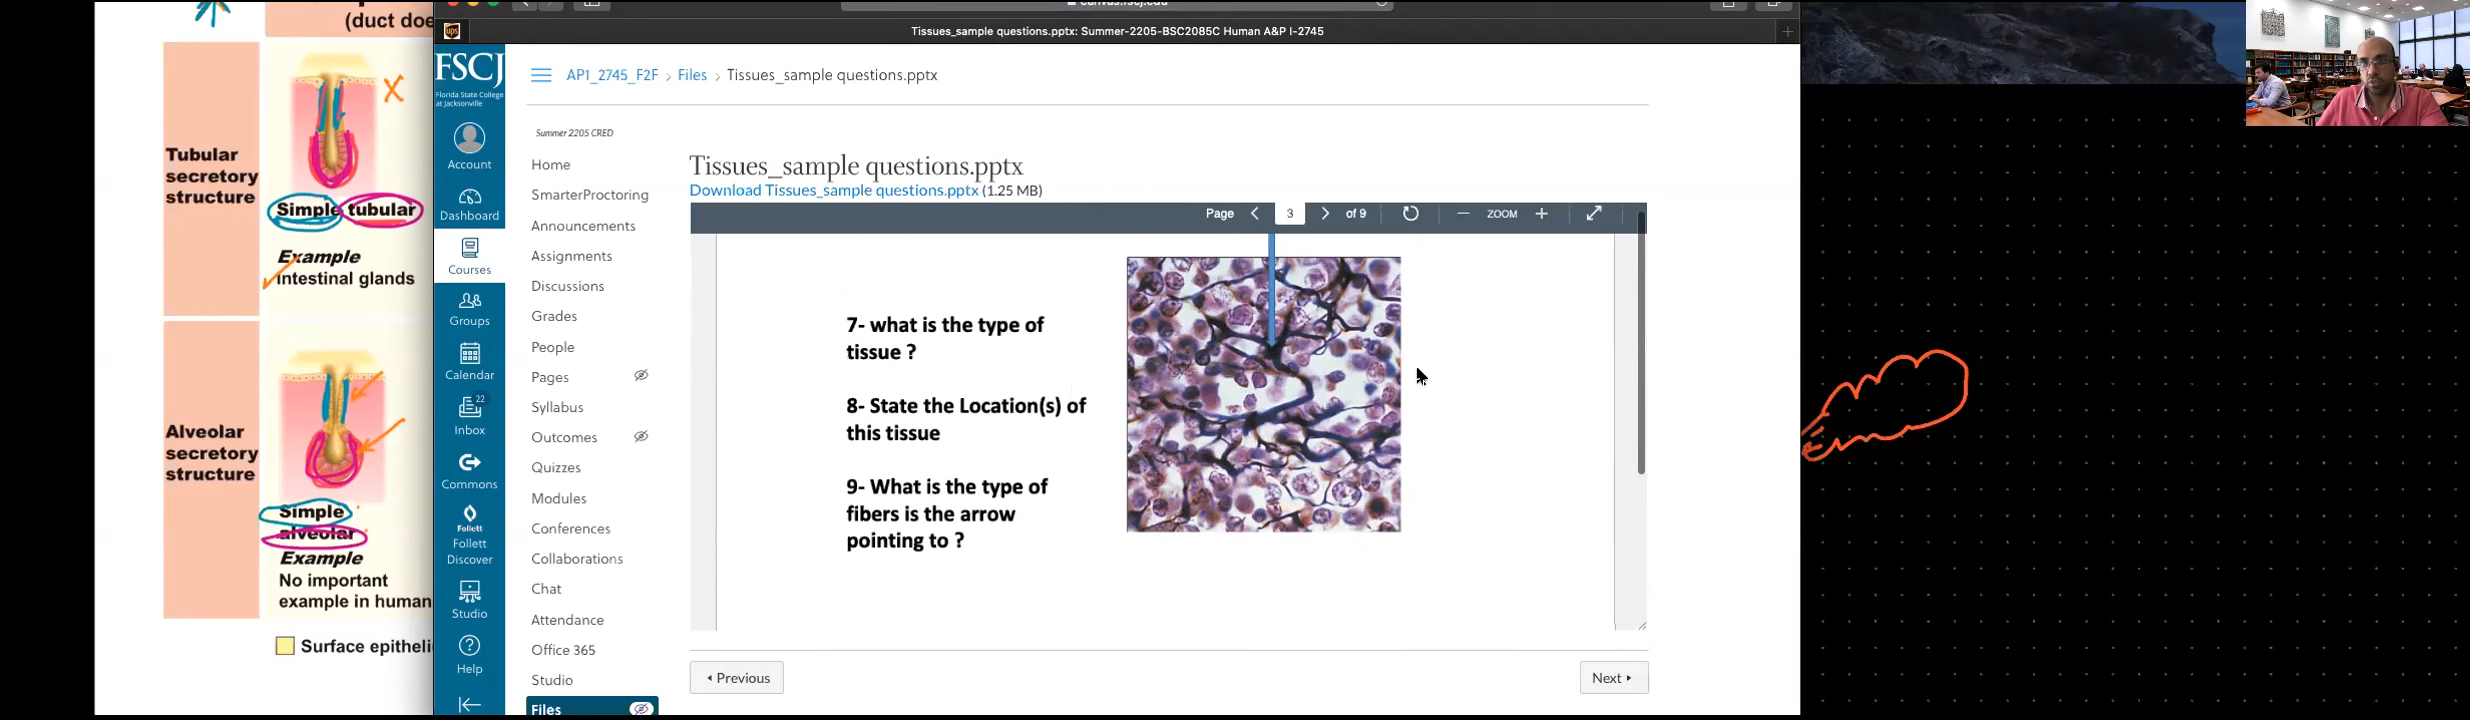 (duct doe
Tubular
secretory
structure
Simple tubular
Example
Intestinal glands
Alveolar
secretory
structure
Simple
alveolar
Example
No important
example in human
Surface epitheli
canvas.fscj.edu
ups
Tissues_sample questions.pptx: Summer-2205-BSC2085C Human A&P I-2745
FSCJ
Florida State College
at Jacksonville
Account
Dashboard
Courses
Groups
Calendar
22
Inbox
Commons
Follett
Follett
Discover
Studio
Help
AP1_2745_F2F > Files > Tissues_sample questions.pptx
Summer 2205 CRED
Home
SmarterProctoring
Announcements
Assignments
Discussions
Grades
People
Pages
Syllabus
Outcomes
Quizzes
Modules
Conferences
Collaborations
Chat
Attendance
Office 365
Studio
Files
Tissues_sample questions.pptx
Download Tissues_sample questions.pptx (1.25 MB)
Page 3 of 9 ZOOM
7- what is the type of
tissue ?
8- State the Location(s) of
this tissue
9- What is the type of
fibers is the arrow
pointing to ?
Previous
Next